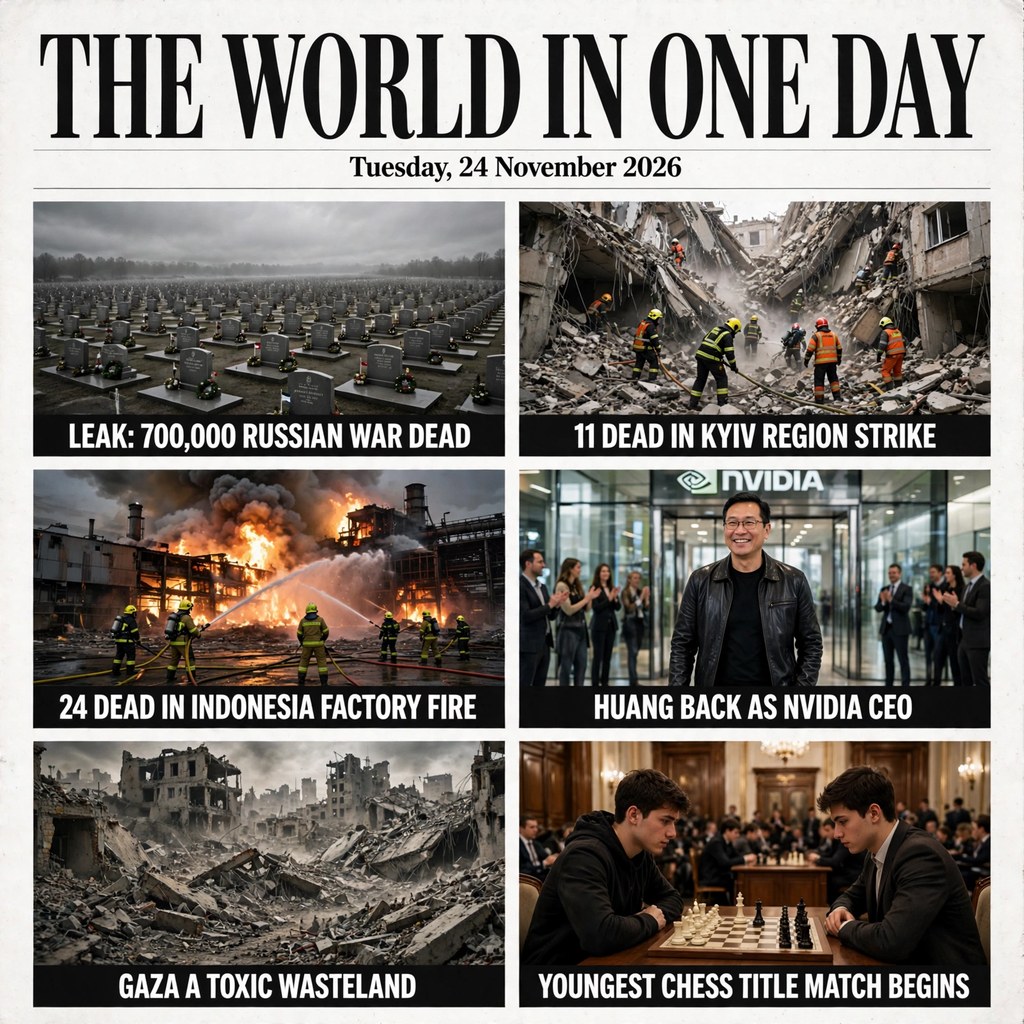 THE WORLD IN ONE DAY
Tuesday, 24 November 2026
LEAK: 700,000 RUSSIAN WAR DEAD
11 DEAD IN KYIV REGION STRIKE
24 DEAD IN INDONESIA FACTORY FIRE
NVIDIA
HUANG BACK AS NVIDIA CEO
GAZA A TOXIC WASTELAND
YOUNGEST CHESS TITLE MATCH BEGINS